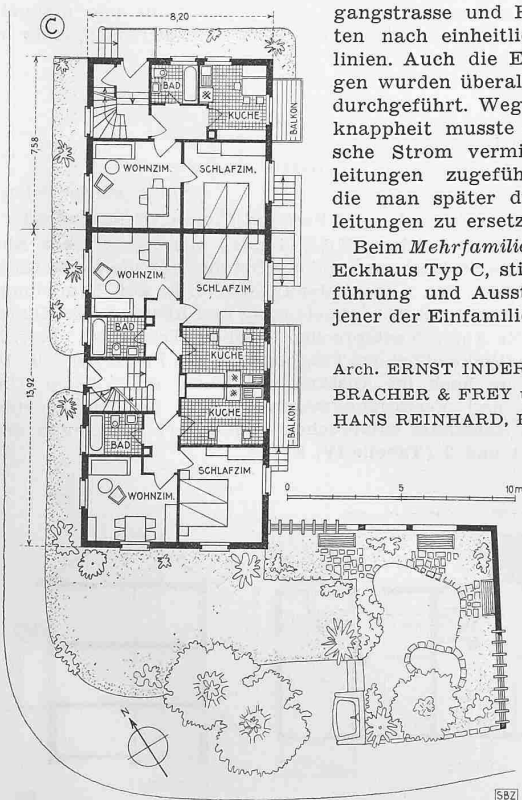 C
8,20
gangstrasse und
ten nach einheitlic
linien. Auch die E
gen wurden überal
durchgeführt. Weg
knappheit musste
sche Strom vermi
leitungen zugefüh
die man später d
leitungen zu ersetz
Beim Mehrfamilie
Eckhaus Typ C, sti
führung und Ausst
jener der Einfamilie
Arch. ERNST INDER
BRACHER & FREY
HANS REINHARD,
7,58
BAD
KÜCHE
BALKON
WOHNZIM.
SCHLAFZIM.
13,92
WOHNZIM.
SCHLAFZIM.
BAD
KÜCHE
KÜCHE
BALKON
BAD
SCHLAFZIM.
WOHNZIM.
0 5 10m
N
SBZ